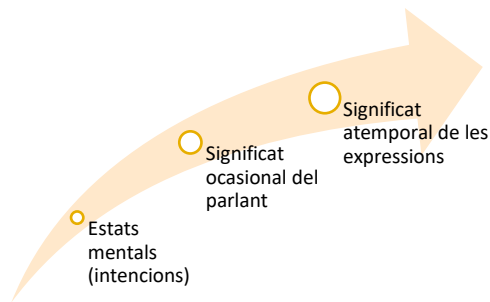 Estats
mentals
(intencions)
Significat
ocasional del
parlant
Significat
atemporal de les
expressions